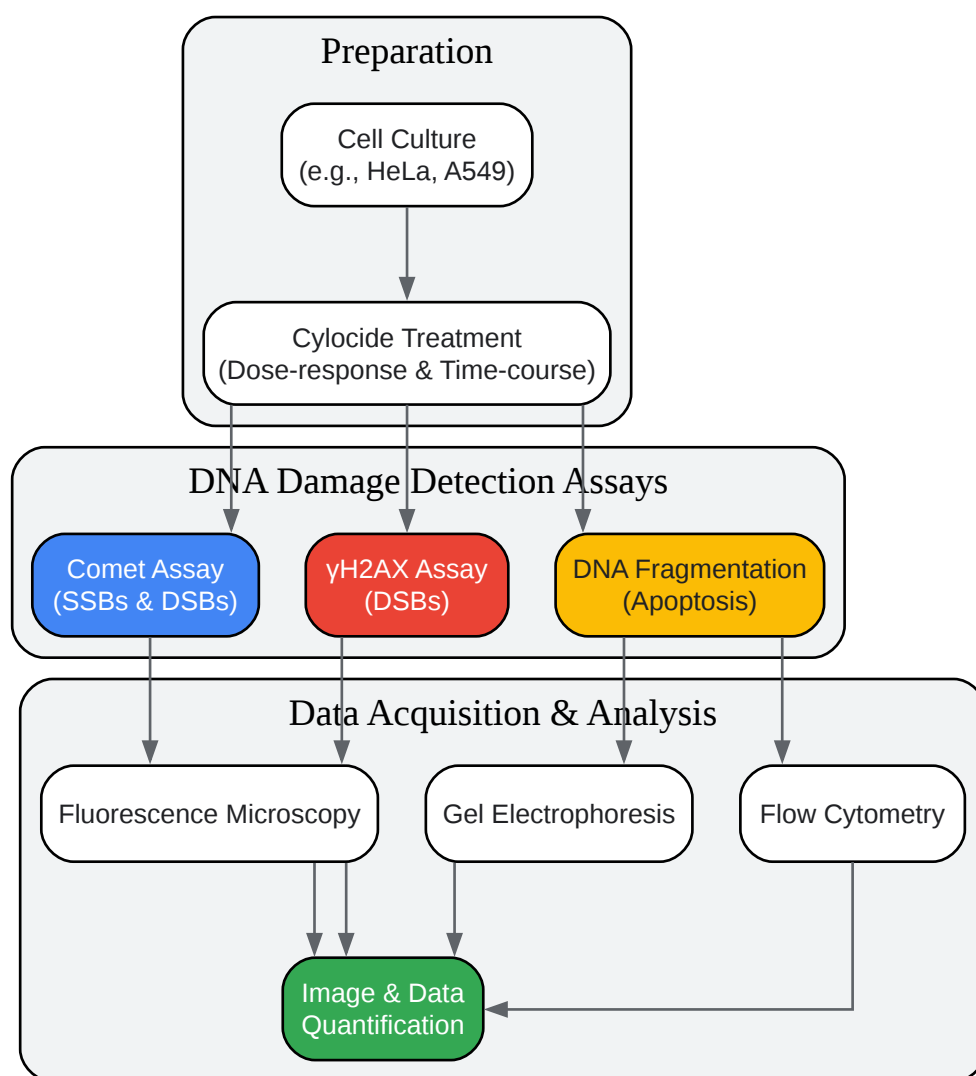 Preparation
Cell Culture
(e.g., HeLa, A549)
Cylocide Treatment
(Dose-response & Time-course)
DNA Damage Detection Assays
Comet Assay
(SSBs & DSBs)
γH2AX Assay
(DSBs)
DNA Fragmentation
(Apoptosis)
Data Acquisition & Analysis
Fluorescence Microscopy
Gel Electrophoresis
Flow Cytometry
Image & Data
Quantification